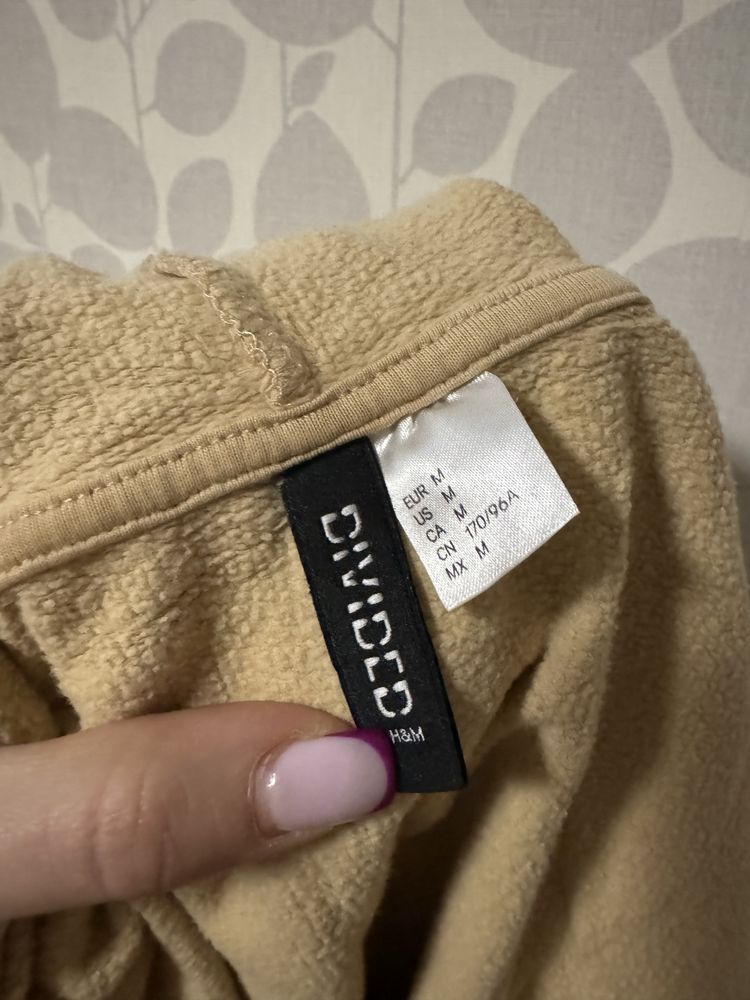 DIVIDED
H&M
EUR M
US M
CA M
CN 170/96A
MX M